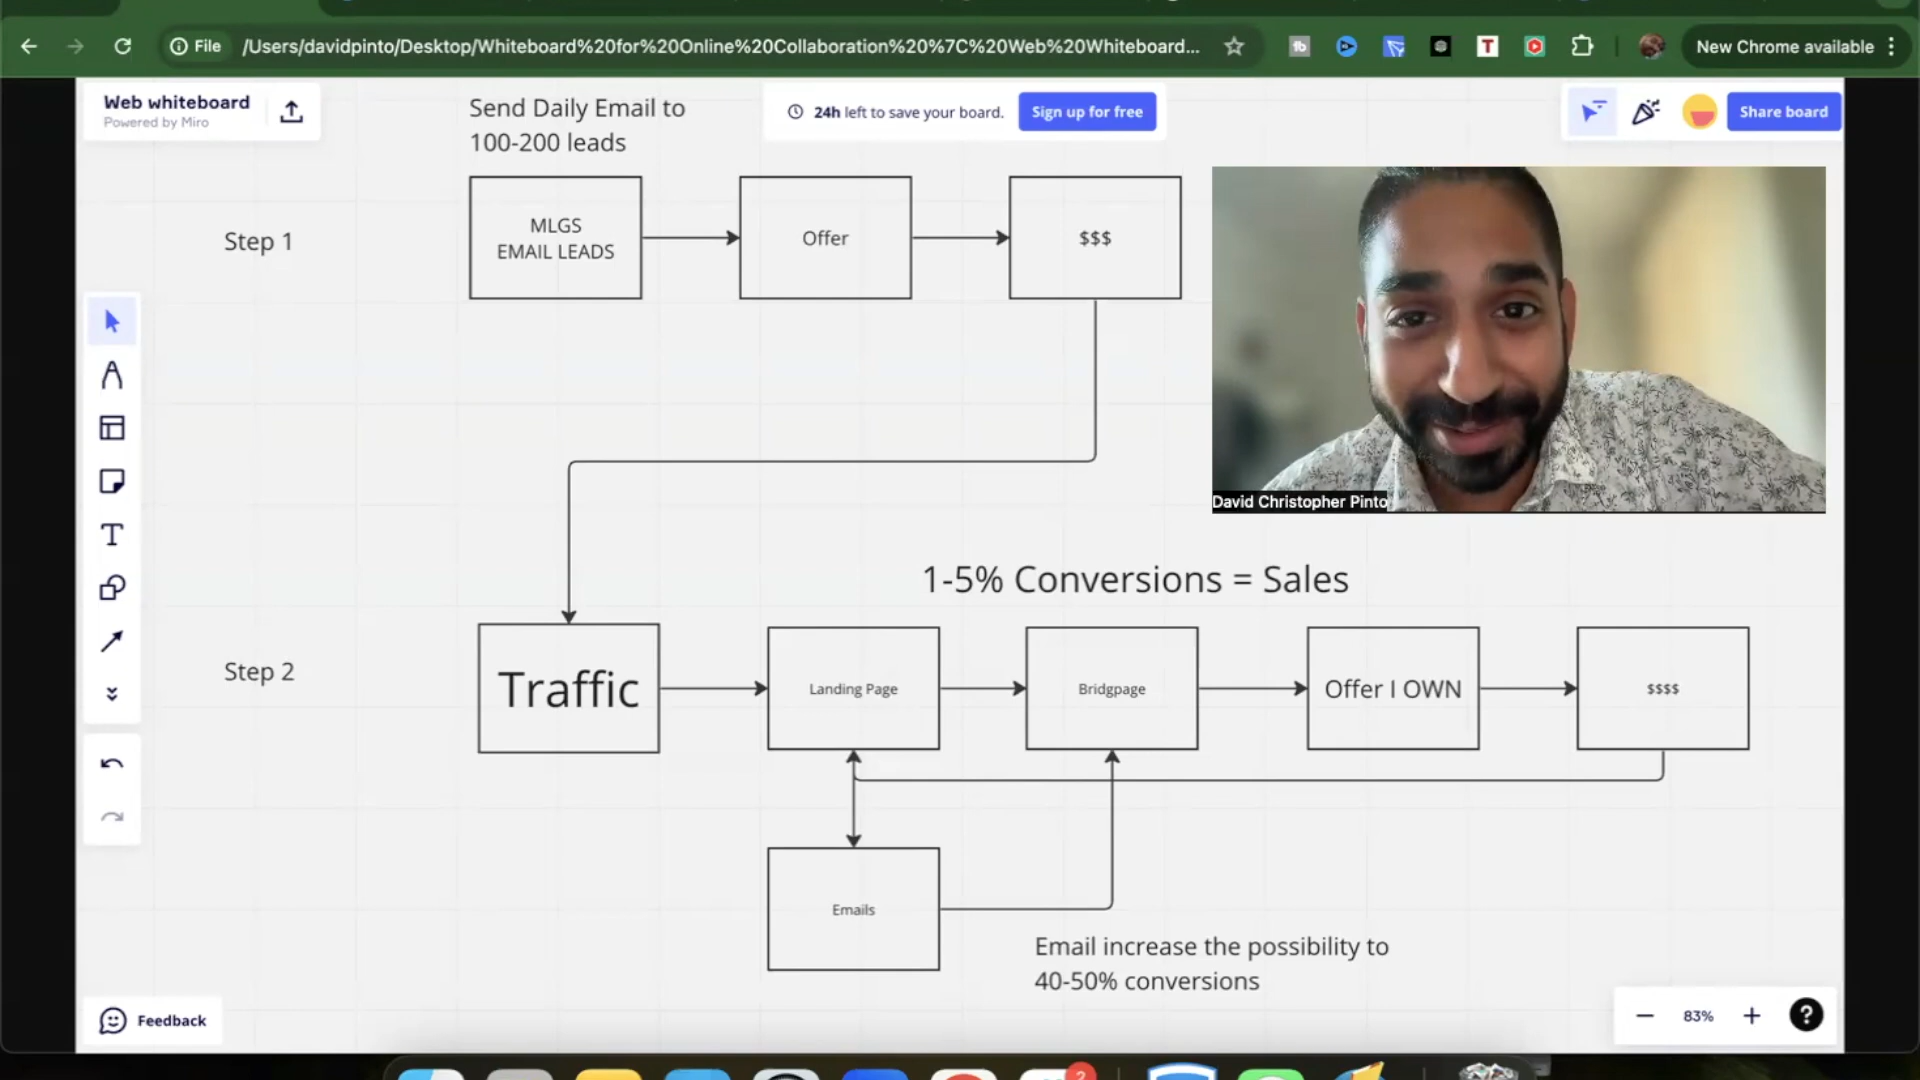 File
/Users/davidpinto/Desktop/Whiteboard%20for%20Online%20Collaboration%20%7C%20Web%20Whiteboard...
New Chrome available
Web whiteboard
Powered by Miro
24h left to save your board.
Sign up for free
Share board
Send Daily Email to
100-200 leads
Step 1
MLGS
EMAIL LEADS
Offer
$$$
David Christopher Pinto
1-5% Conversions = Sales
Step 2
Traffic
Landing Page
Bridgpage
Offer I OWN
$$$$
Emails
Email increase the possibility to
40-50% conversions
Feedback
83%
2